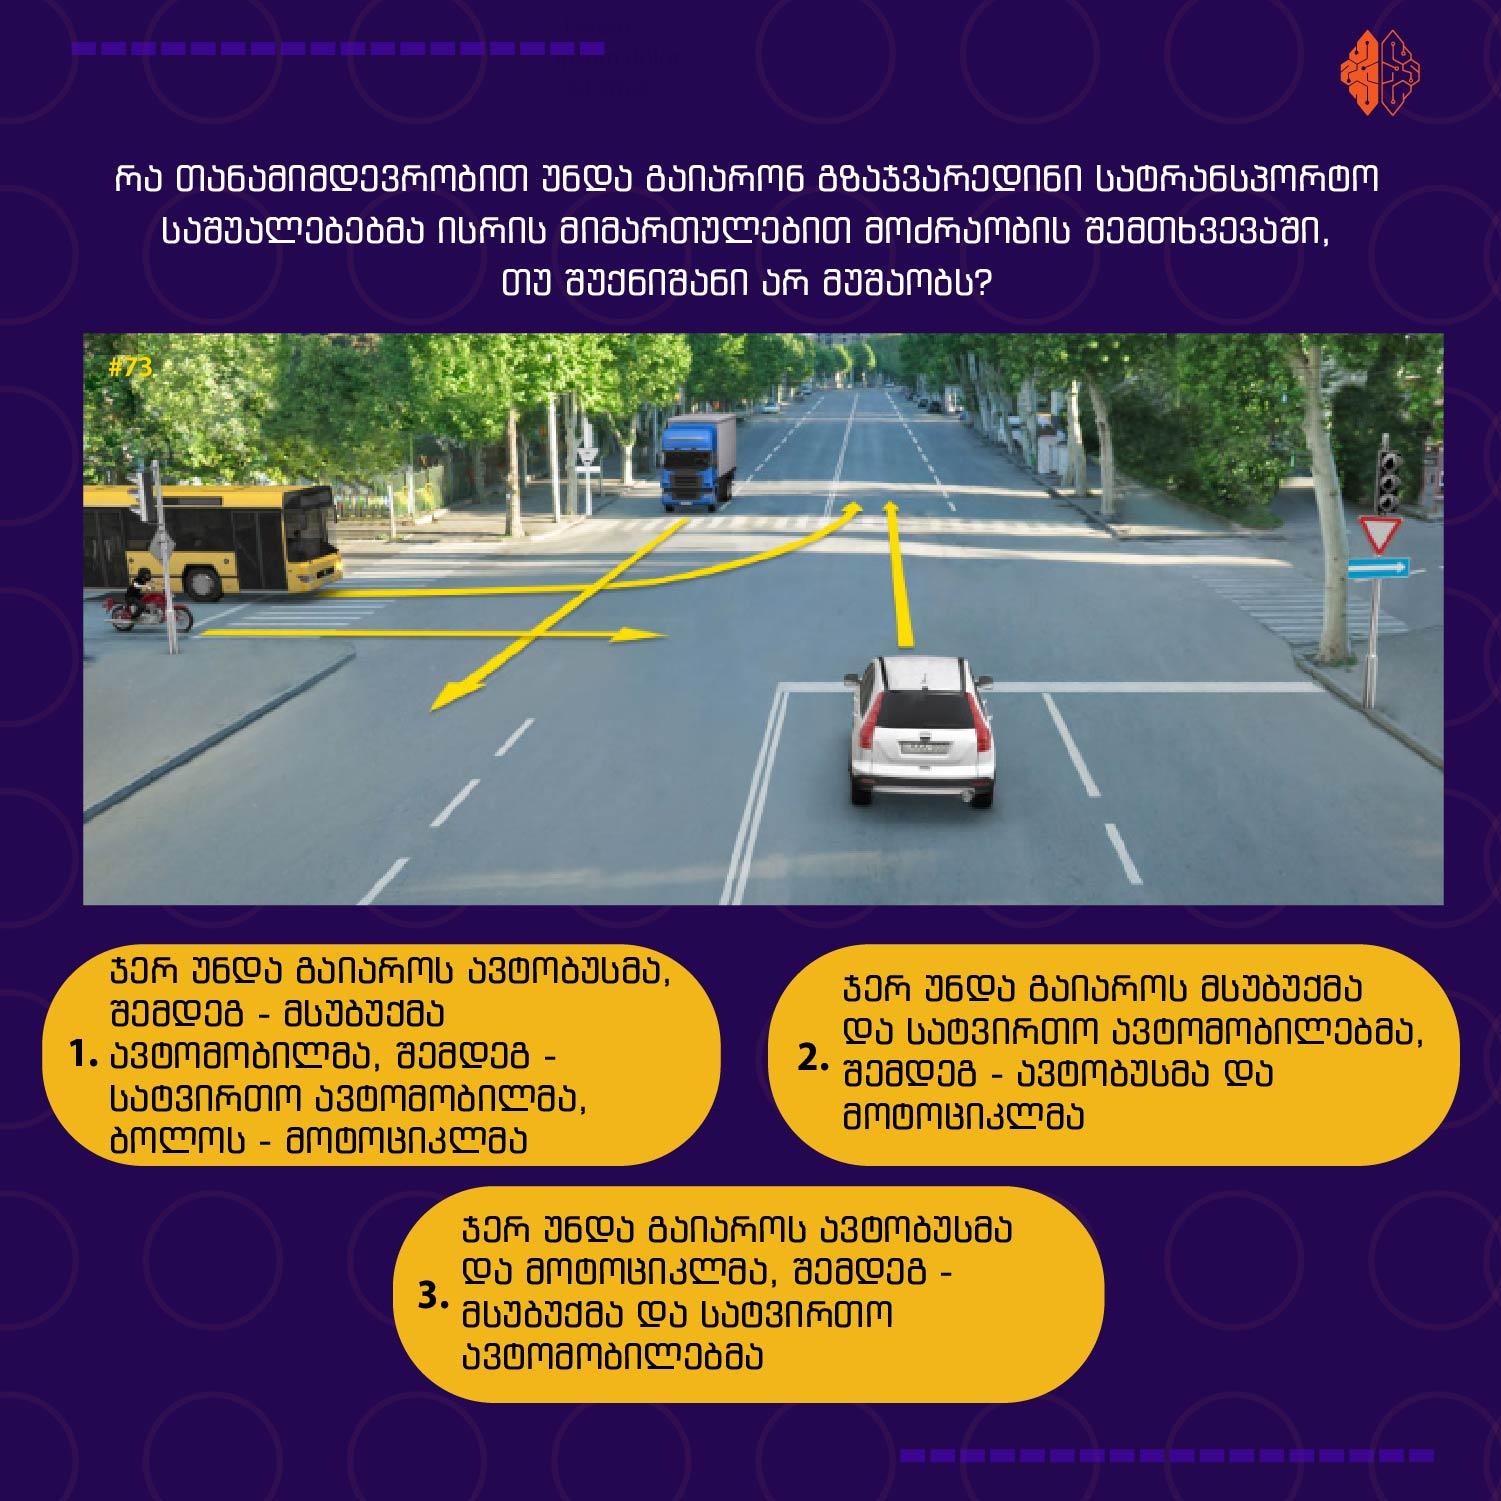 რა თანამიმდევრობით უნდა გაიარონ გზაჯვარედინი სატრანსპორტო
საშუალებებმა ისრის მიმართულებით მოძრაობის შემთხვევაში,
თუ შუქნიშანი არ მუშაობს?
#73
1. ჯერ უნდა გაიაროს ავტობუსმა,
შემდეგ - მსუბუქმა
ავტომობილმა, შემდეგ -
სატვირთო ავტომობილმა,
ბოლოს - მოტოციკლმა
2. ჯერ უნდა გაიაროს მსუბუქმა
და სატვირთო ავტომობილებმა,
შემდეგ - ავტობუსმა და
მოტოციკლმა
3. ჯერ უნდა გაიაროს ავტობუსმა
და მოტოციკლმა, შემდეგ -
მსუბუქმა და სატვირთო
ავტომობილებმა